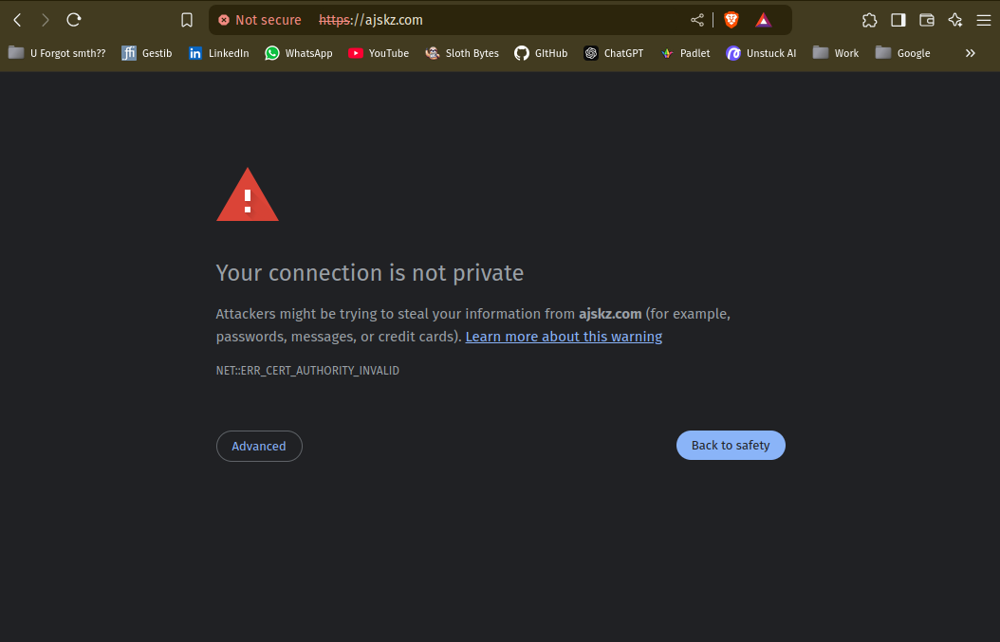 Not secure https://ajskz.com
U Forgot smth?? Gestib LinkedIn WhatsApp YouTube Sloth Bytes GItHub ChatGPT Padlet Unstuck AI Work Google »
Your connection is not private
Attackers might be trying to steal your information from ajskz.com (for example,
passwords, messages, or credit cards). Learn more about this warning
NET::ERR_CERT_AUTHORITY_INVALID
Advanced Back to safety